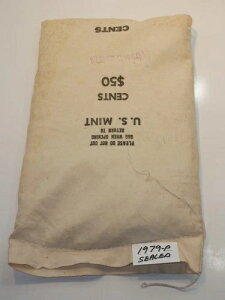 PLEASE DO NOT CUT
BAG WHEN OPENING
RETURN TO
U. S. MINT
CENTS
$50
CENTS
1979-P
SEALED